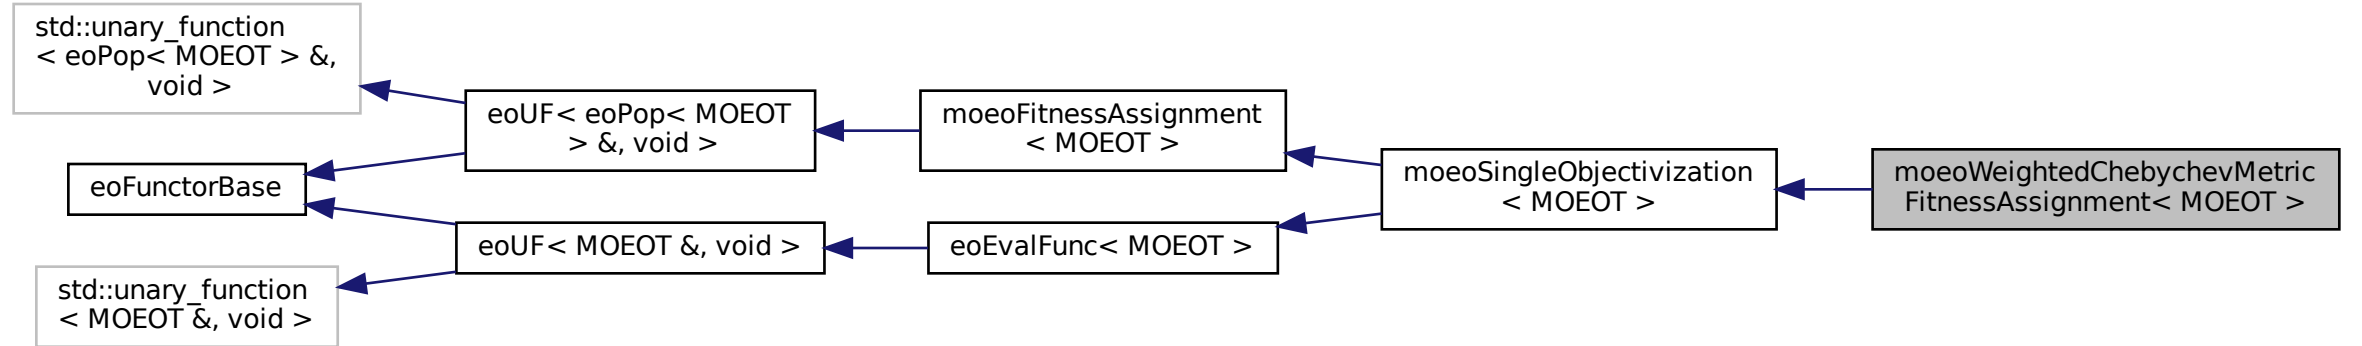 std::unary_function
< eoPop< MOEOT > &,
void >
eoFunctorBase
std::unary_function
< MOEOT &, void >
eoUF< eoPop< MOEOT
> &, void >
eoUF< MOEOT &, void >
moeoFitnessAssignment
< MOEOT >
eoEvalFunc< MOEOT >
moeoSingleObjectivization
< MOEOT >
moeoWeightedChebychevMetric
FitnessAssignment< MOEOT >